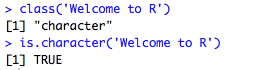 > class('Welcome to R')
[1] "character"
> is.character('Welcome to R')
[1] TRUE